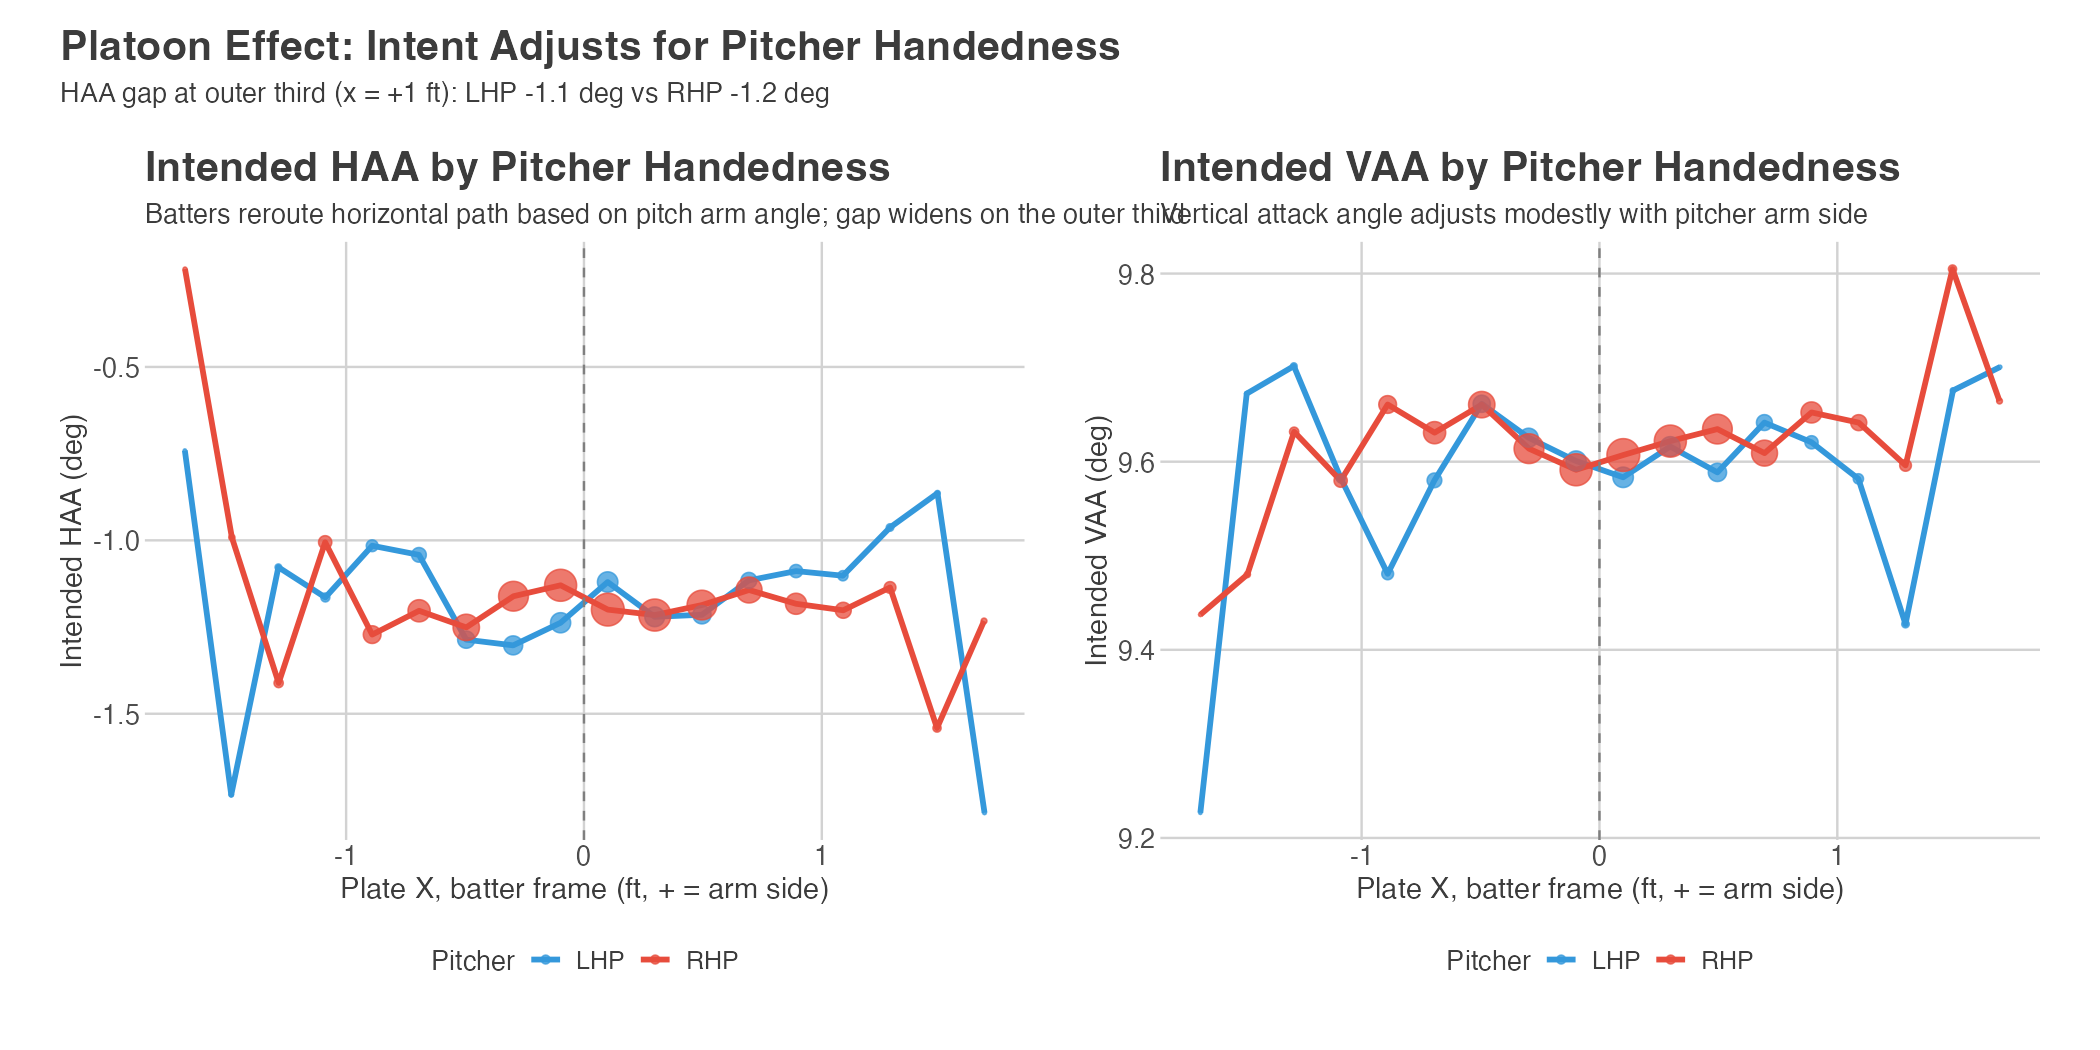 Platoon Effect: Intent Adjusts for Pitcher Handedness
HAA gap at outer third (x = +1 ft): LHP -1.1 deg vs RHP -1.2 deg
Intended HAA by Pitcher Handedness
Batters reroute horizontal path based on pitch arm angle; gap widens on the outer third
Intended HAA (deg)
-0.5
-1.0
-1.5
-1
0
1
Plate X, batter frame (ft, + = arm side)
Pitcher
LHP
RHP
Intended VAA by Pitcher Handedness
Vertical attack angle adjusts modestly with pitcher arm side
Intended VAA (deg)
9.8
9.6
9.4
9.2
-1
0
1
Plate X, batter frame (ft, + = arm side)
Pitcher
LHP
RHP